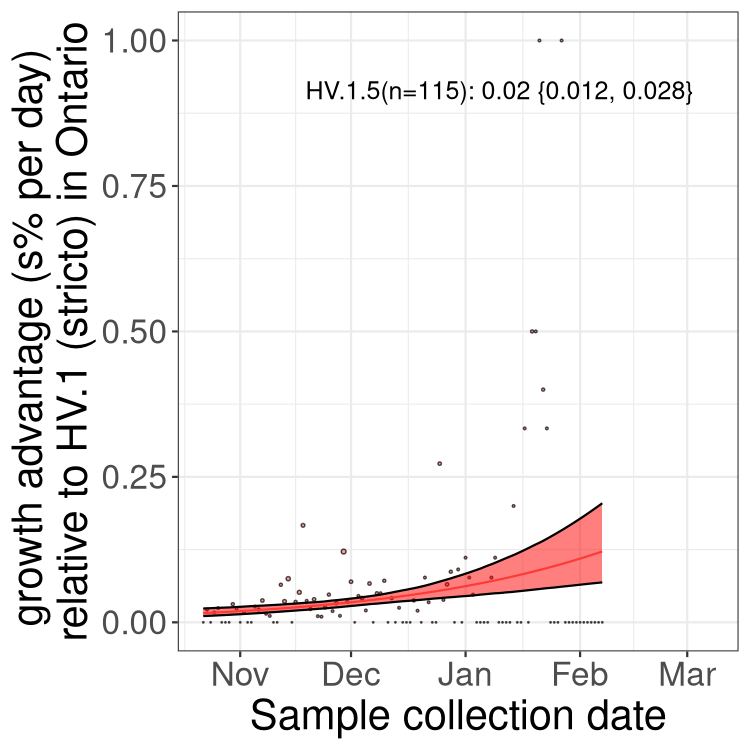 growth advantage (s% per day)
relative to HV.1 (stricto) in Ontario
1.00
0.75
0.50
0.25
0.00
HV.1.5(n=115): 0.02 {0.012, 0.028}
Nov Dec Jan Feb Mar
Sample collection date